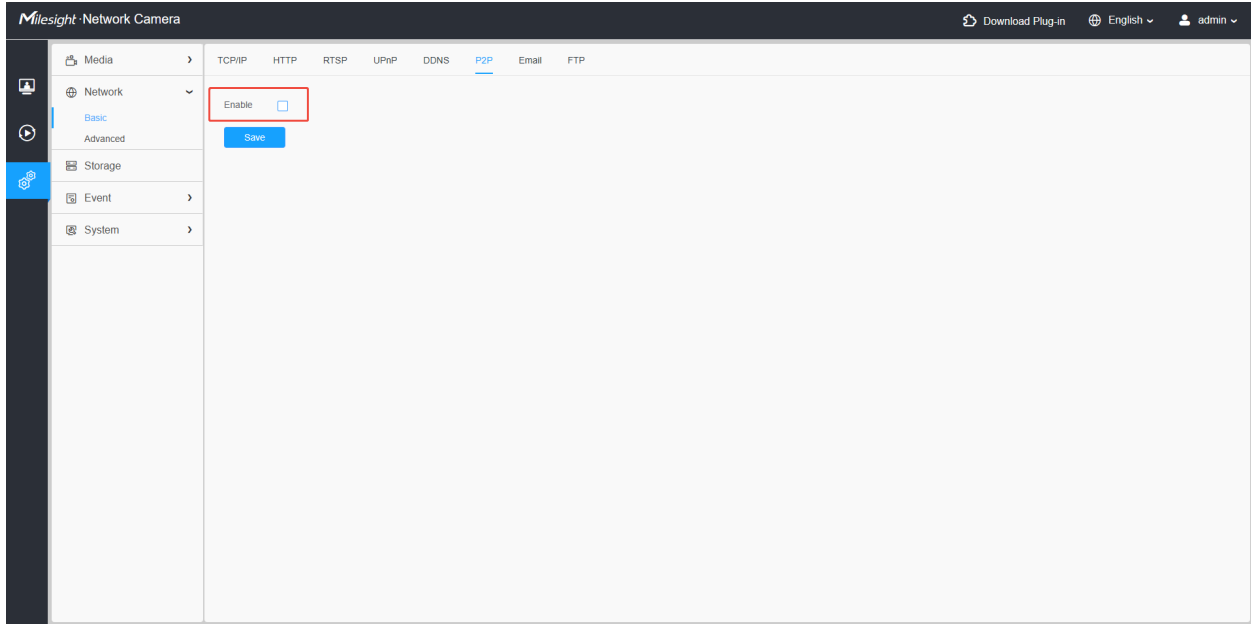 Milesight · Network Camera
Download Plug-in
English
admin
Media
Network
Basic
Advanced
Storage
Event
System
TCP/IP HTTP RTSP UPnP DDNS P2P Email FTP
Enable
Save